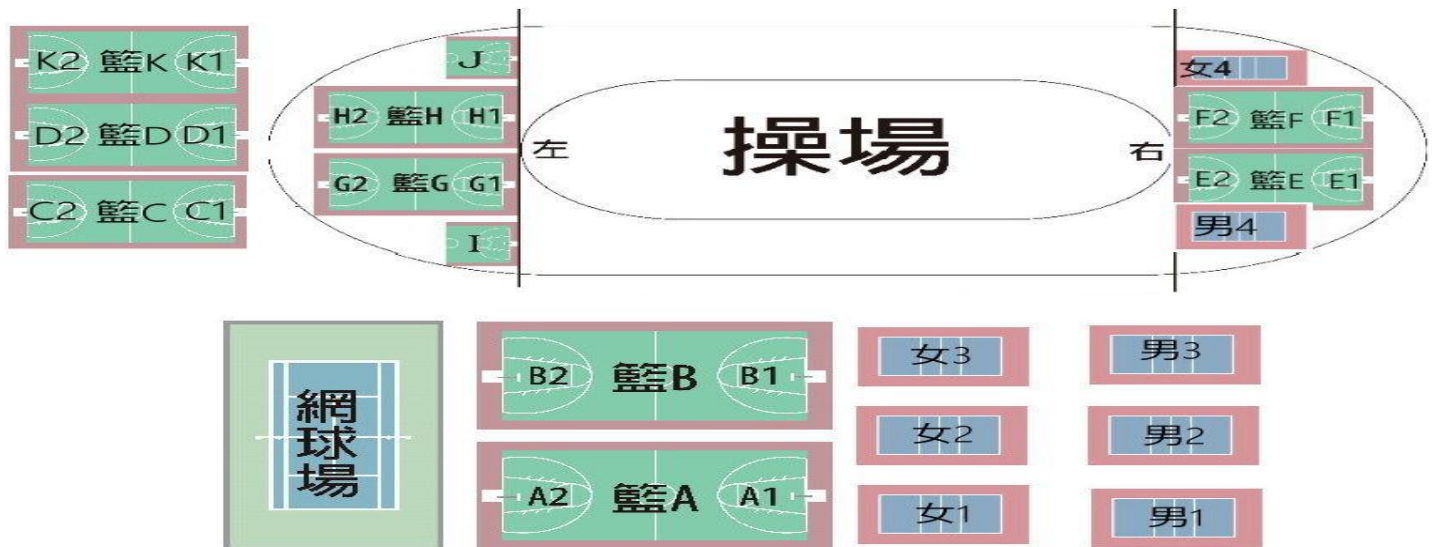 K2 籃K K1
D2 籃D D1
C2 籃C C1
J
H2 籃H H1
G2 籃G G1
I
左
操場
右
女4
F2 籃F F1
E2 籃E E1
男4
網球場
B2 籃B B1
A2 籃A A1
女3
男3
女2
男2
女1
男1